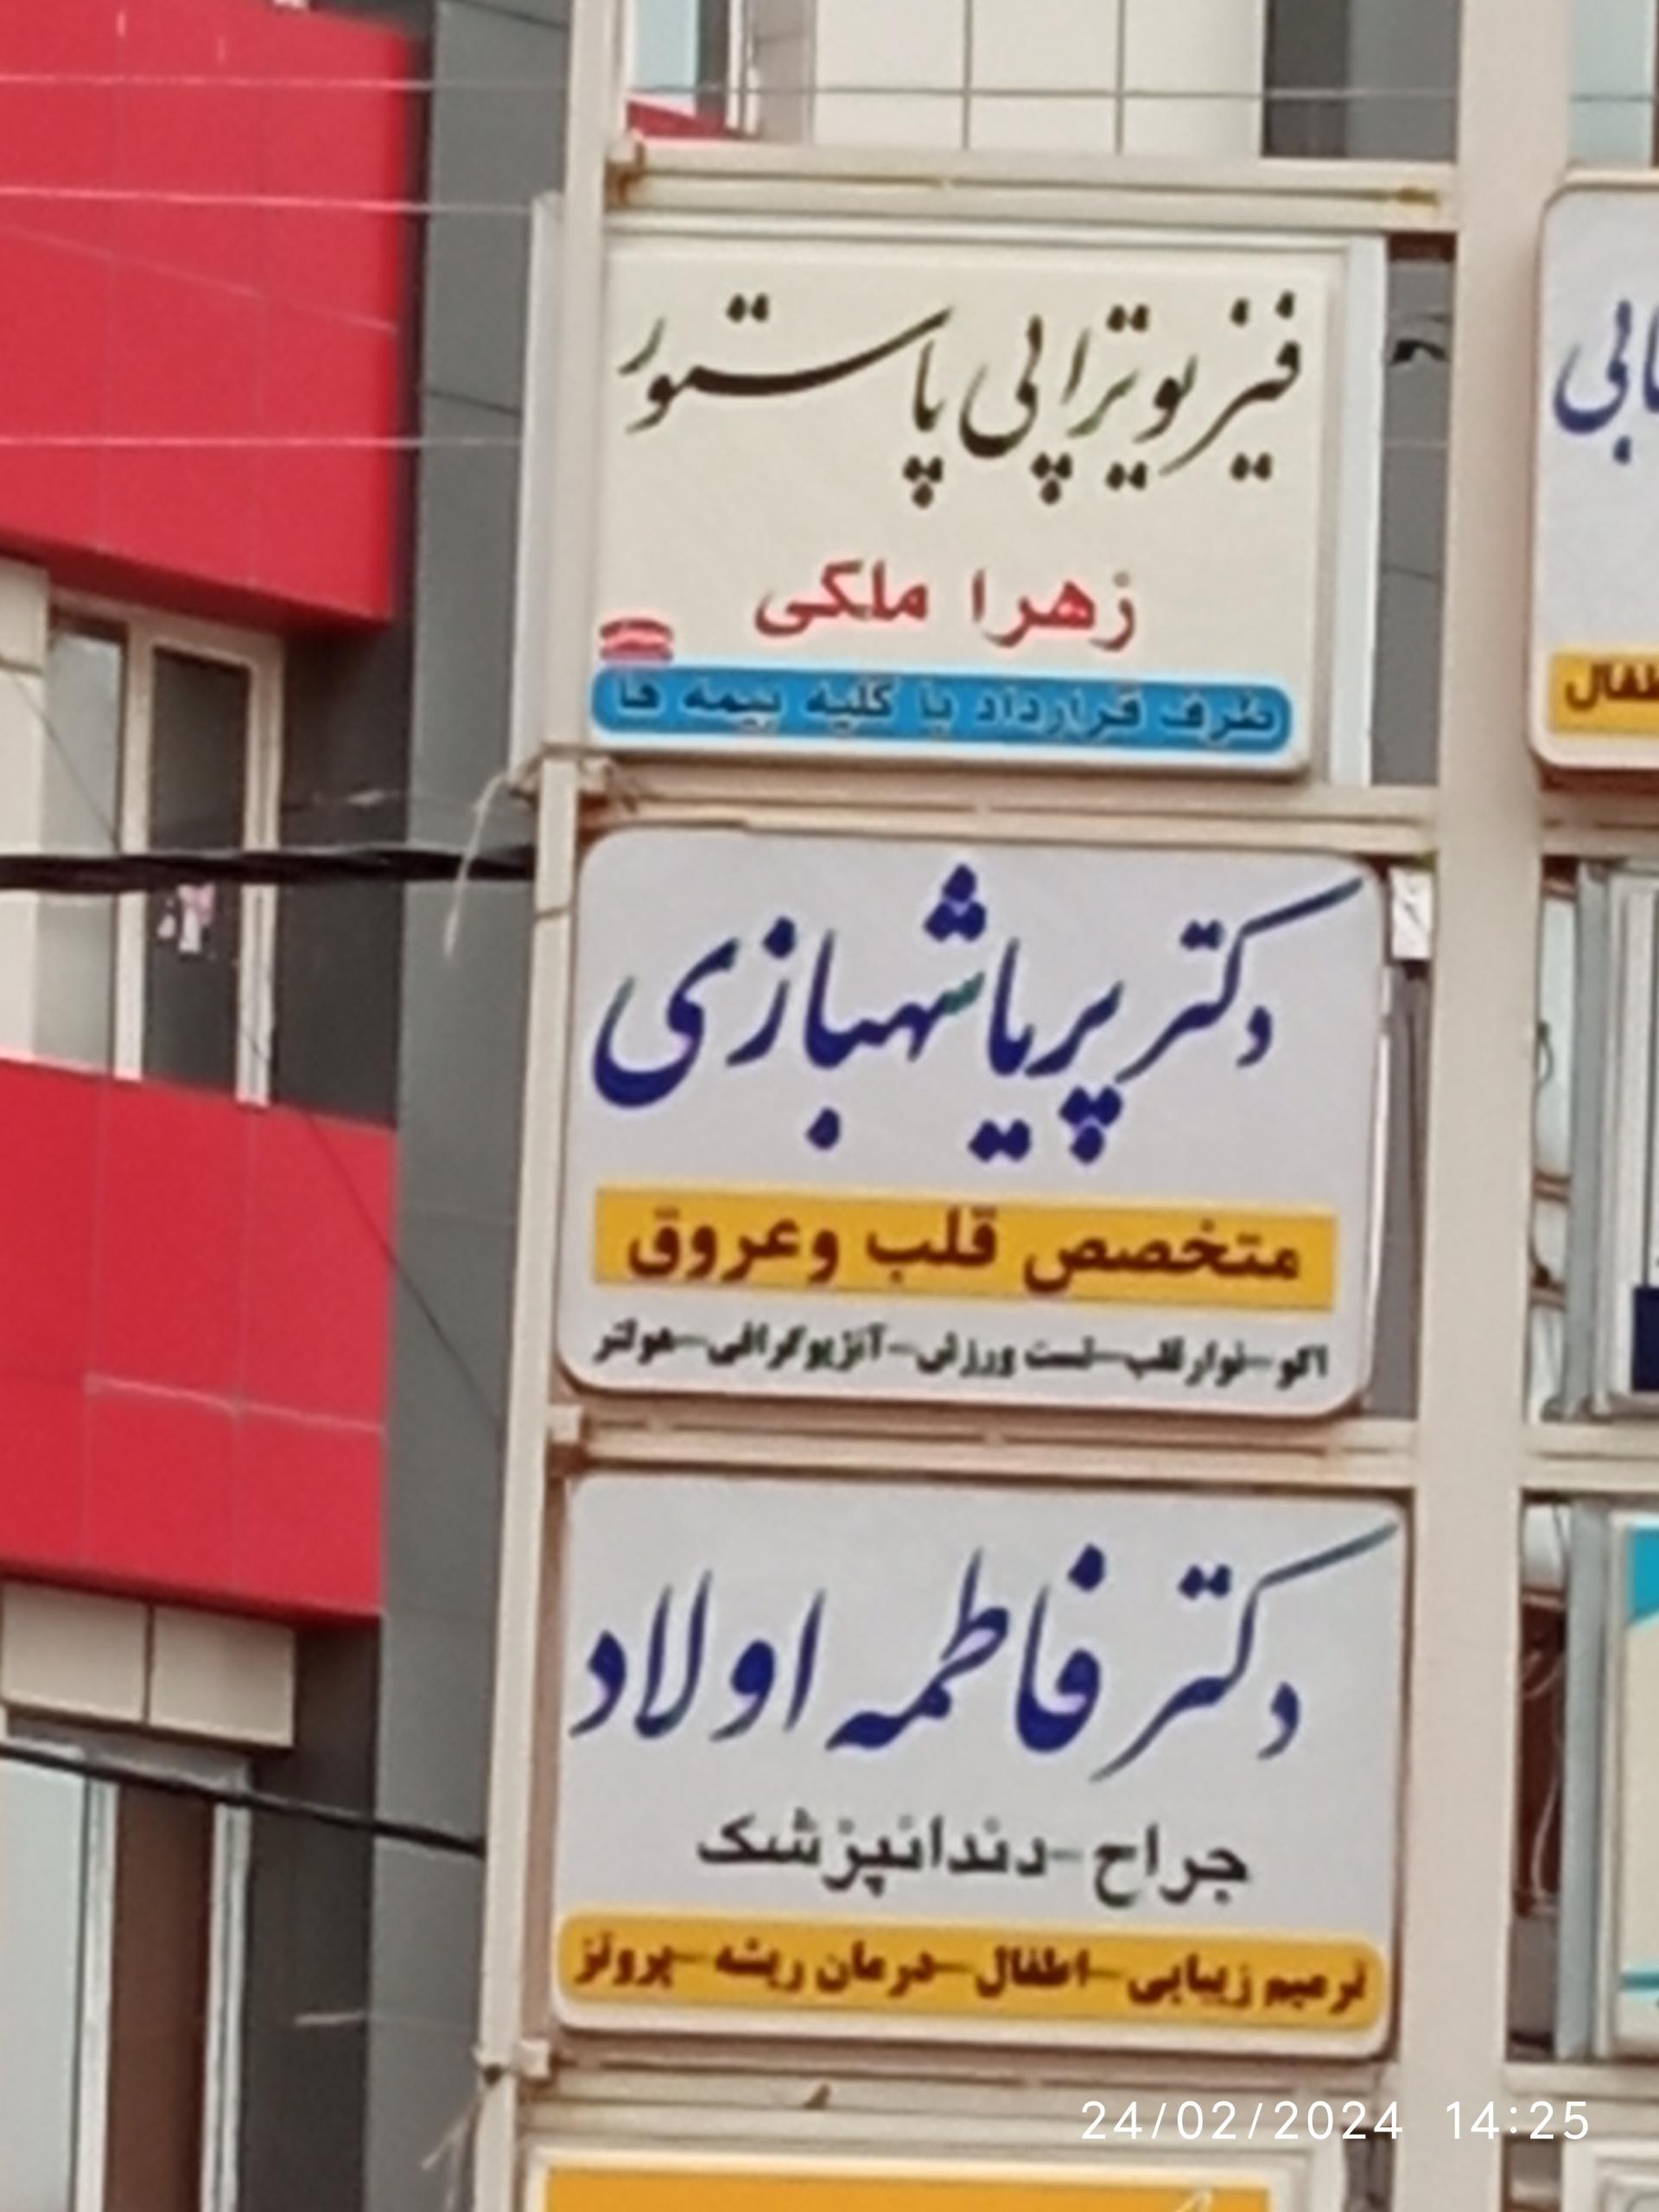 فیزیوتراپی پاستور
زهرا ملکی
طرف قرارداد با کلیه بیمه ها
دکتر پریا شهبازی
متخصص قلب وعروق
اکو-نوار قلب-تست ورزش-آنژیوگرافی-هولتر
دکتر فاطمه اولاد
جراح-دندانپزشک
ترمیم زیبایی-اطفال-درمان ریشه-پروتز
24/02/2024 14:25